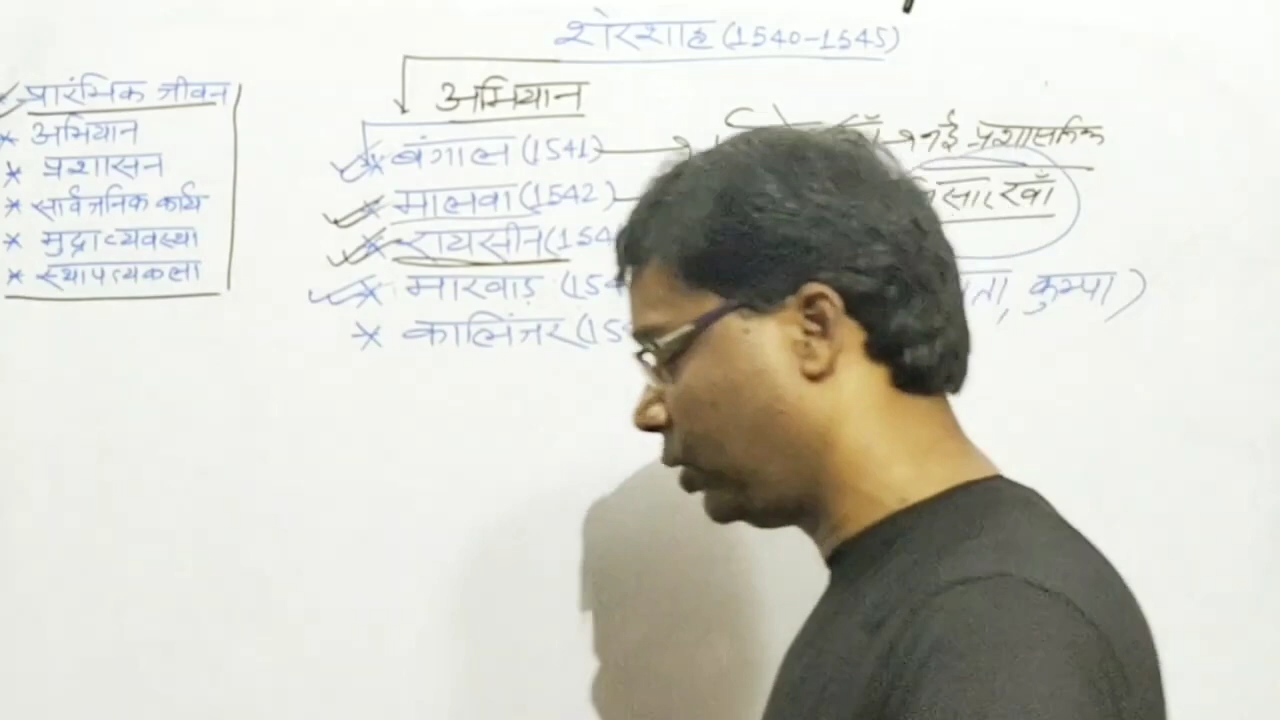 शेरशाह (1540-1545)
प्रारंभिक जीवन
* अभियान
* प्रशासन
* सार्वजनिक कार्य
* मुद्राव्यवस्था
* स्थापत्यकला
अभियान
* बंगाल (1541) नई प्रशासनिक
* मालवा (1542)
* रायसीन (154
* मारवाड़ (154 कुम्पा)
* कालिंजर (15